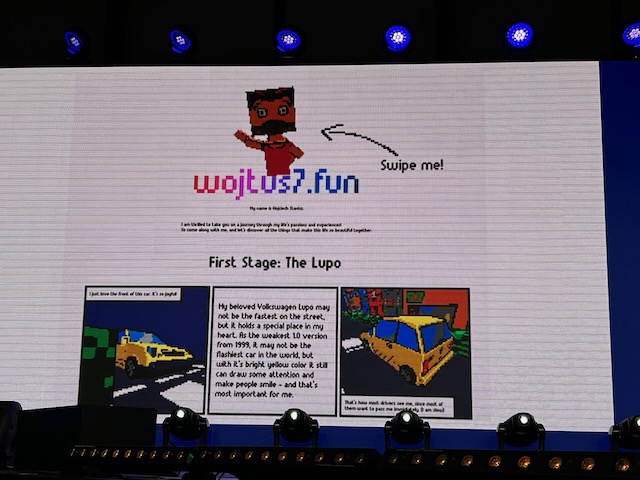 Swipe me!
wojtus7.fun
My name is Wojciech
I am thrilled to take you on a journey through my life's passions and experiences!
So come along with me, and let's discover all the things that make this life so beautiful together.
First Stage: The Lupo
I just love the front of this car. It's so joyful!
My beloved Volkswagen Lupo may
not be the fastest on the street,
but it holds a special place in my
heart. As the weakest 1.0 version
from 1999, it may not be the
flashiest car in the world, but
with it's bright yellow color it still
can draw some attention and
make people smile - and that's
most important for me.
That's how most drivers see me, since most of
them want to pass me (am slow)